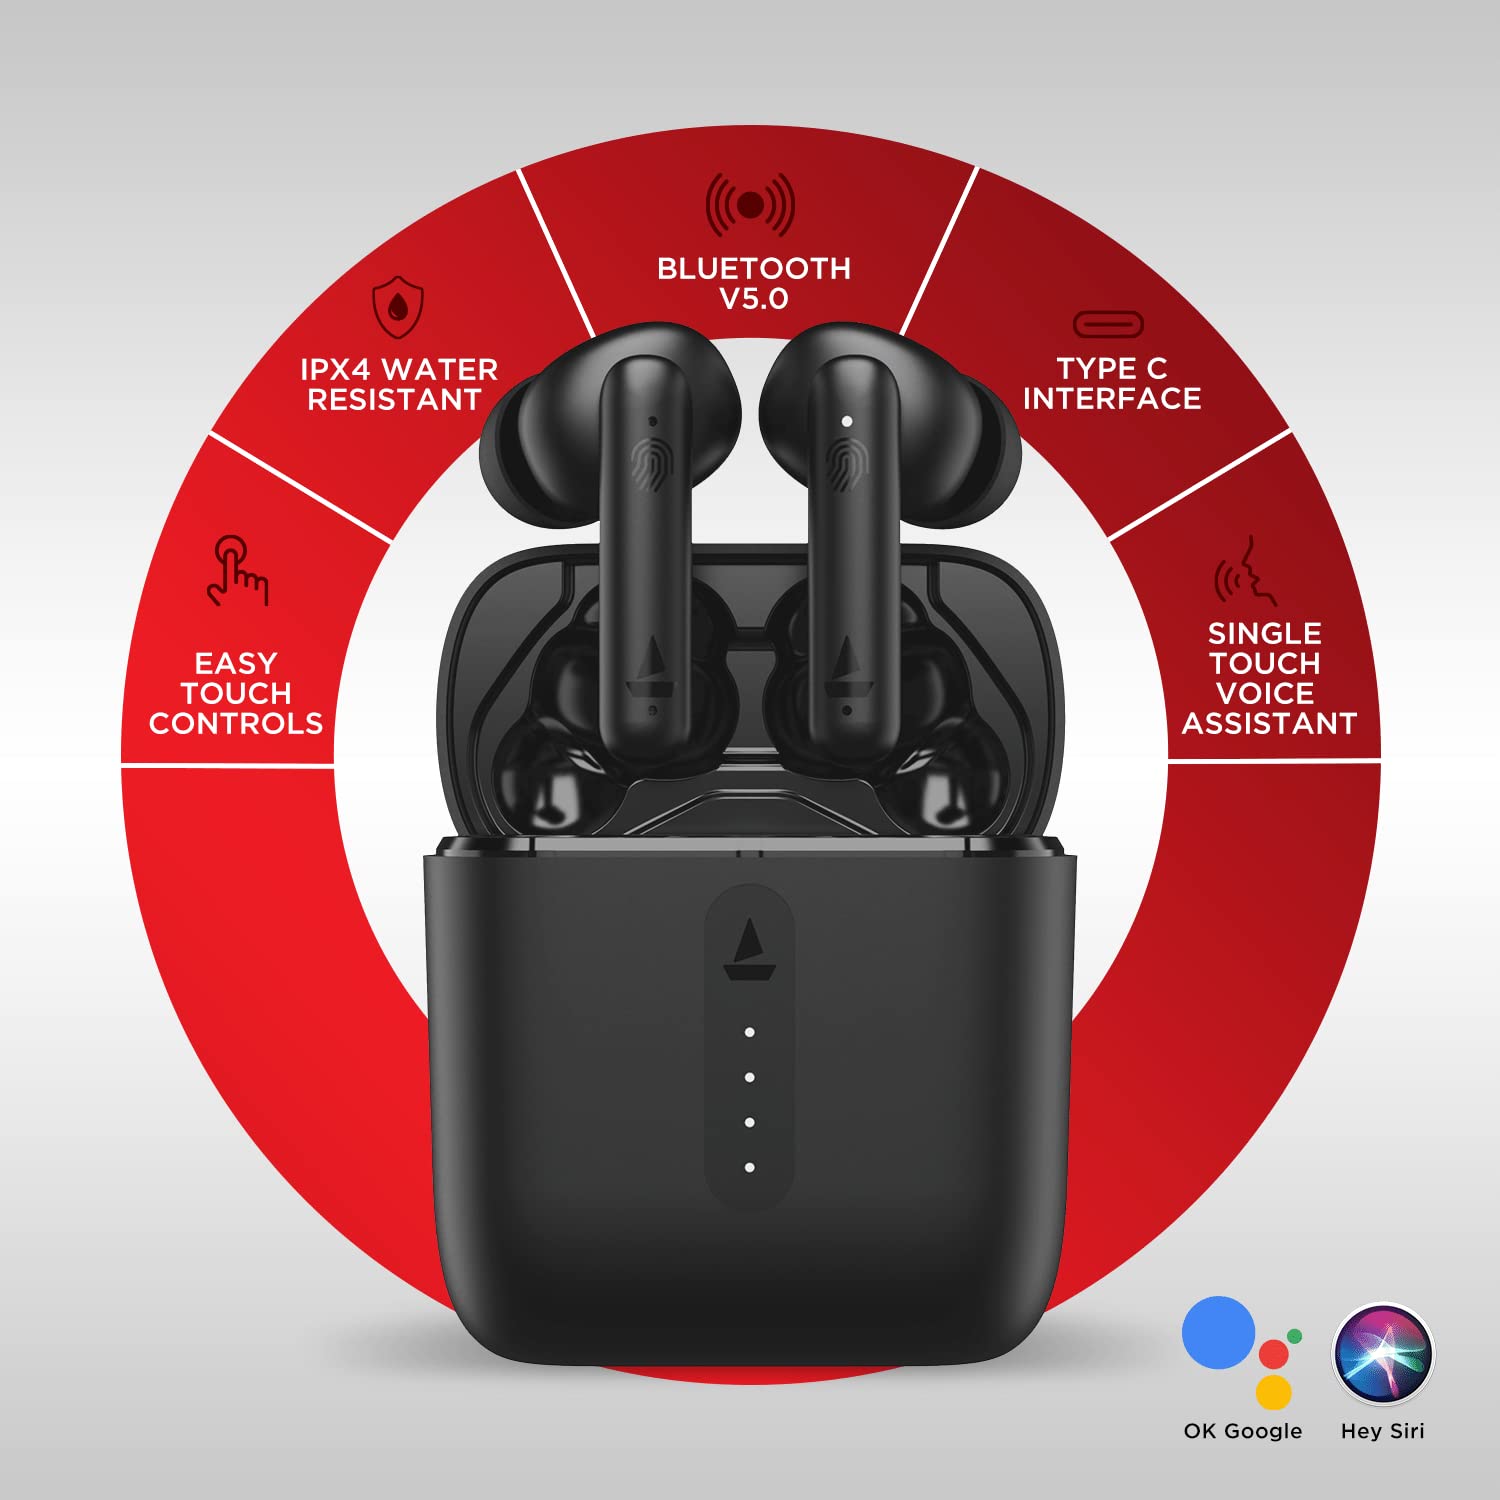 BLUETOOTH
V5.0
IPX4 WATER
RESISTANT
TYPE C
INTERFACE
EASY
TOUCH
CONTROLS
SINGLE
TOUCH
VOICE
ASSISTANT
OK Google
Hey Siri